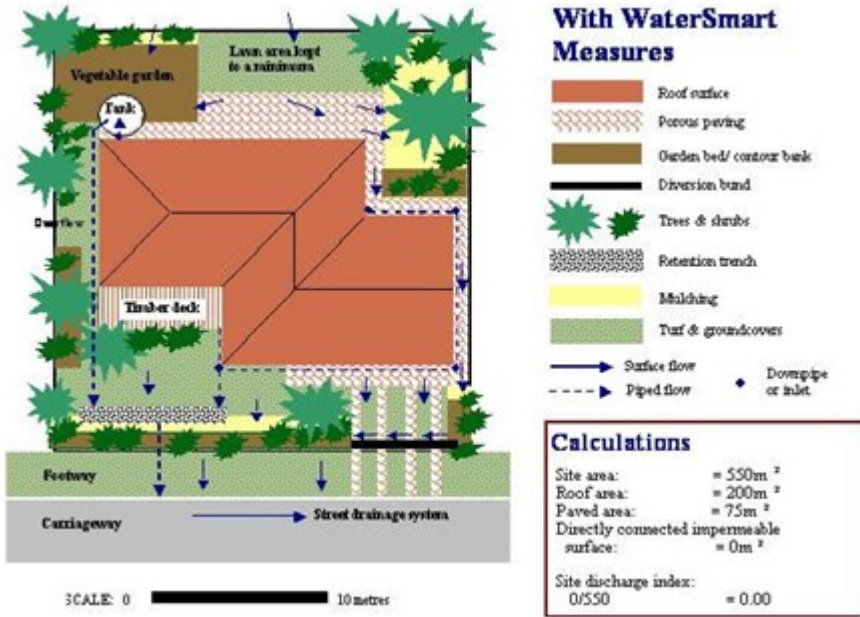 With WaterSmart
Measures
Lawn area kept
to a minimum
Vegetable garden
Tank
Overflow
Timber deck
Footway
Carriageway
Street drainage system
SCALE: 0
10 metres
Roof surface
Porous paving
Garden bed/ contour bank
Diversion bund
Trees & shrubs
Retention trench
Mulching
Turf & groundcovers
Surface flow
Piped flow
Downpipe
or inlet
Calculations
Site area: = 550m ²
Roof area: = 200m ²
Paved area: = 75m ²
Directly connected impermeable
surface: = 0m ²
Site discharge index:
0/550 = 0.00